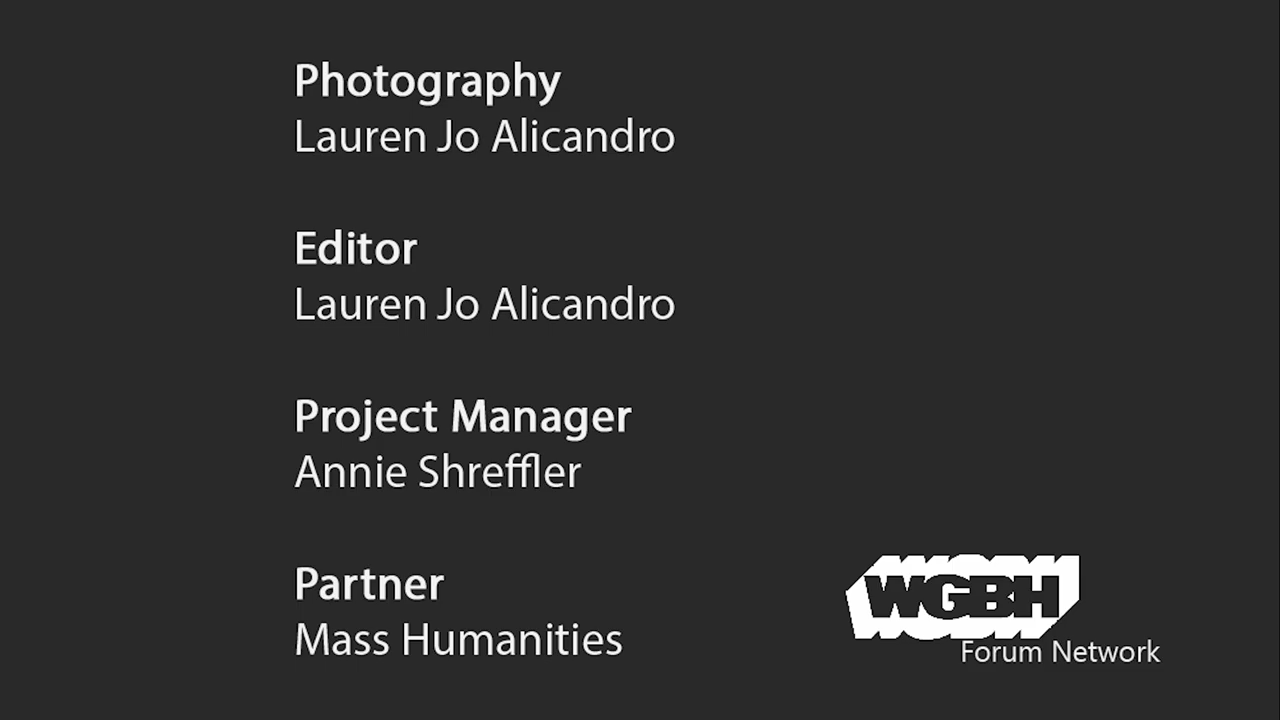 Photography
Lauren Jo Alicandro
Editor
Lauren Jo Alicandro
Project Manager
Annie Shreffler
Partner
Mass Humanities
WGBH
Forum Network